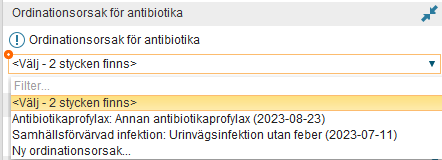 Ordinationsorsak för antibiotika
Ordinationsorsak för antibiotika
<Välj - 2 stycken finns>
Filter...
<Välj - 2 stycken finns>
Antibiotikaprofylax: Annan antibiotikaprofylax (2023-08-23)
Samhällsförvärvad infektion: Urinvägsinfektion utan feber (2023-07-11)
Ny ordinationsorsak...